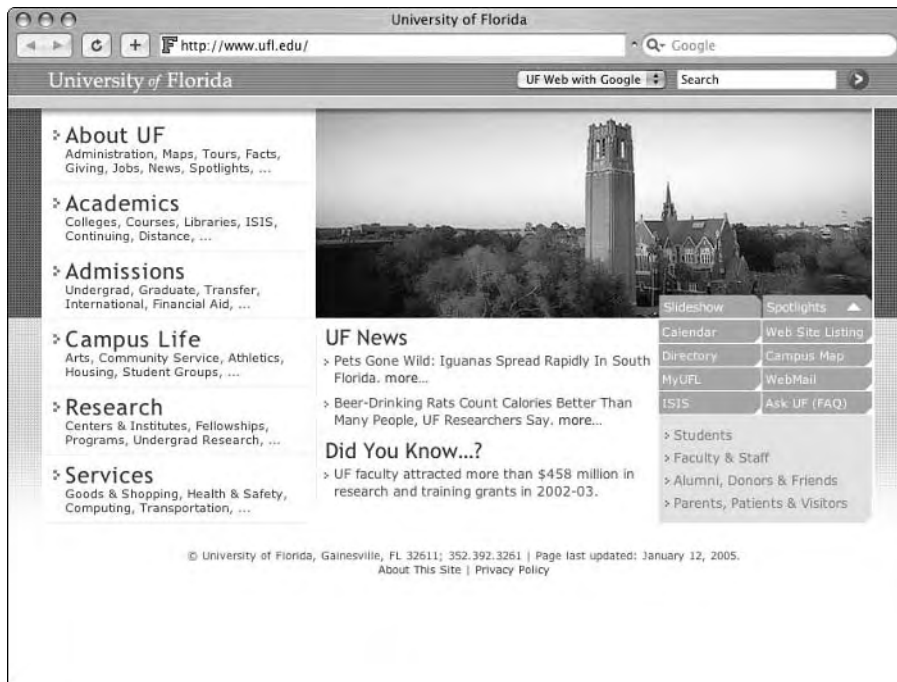 University of Florida
http://www.ufl.edu/
Google
University of Florida
UF Web with Google
Search
About UF
Administration, Maps, Tours, Facts,
Giving, Jobs, News, Spotlights, ...
Academics
Colleges, Courses, Libraries, ISIS,
Continuing, Distance, ...
Admissions
Undergrad, Graduate, Transfer,
International, Financial Aid, ...
Campus Life
Arts, Community Service, Athletics,
Housing, Student Groups, ...
Research
Centers & Institutes, Fellowships,
Programs, Undergrad Research, ...
Services
Goods & Shopping, Health & Safety,
Computing, Transportation, ...
UF News
Pets Gone Wild: Iguanas Spread Rapidly In South
Florida. more...
Beer-Drinking Rats Count Calories Better Than
Many People, UF Researchers Say. more...
Did You Know...?
UF faculty attracted more than $458 million in
research and training grants in 2002-03.
Slideshow
Spotlights
Calendar
Web Site Listing
Directory
Campus Map
MyUFL
WebMail
ISIS
Ask UF (FAQ)
Students
Faculty & Staff
Alumni, Donors & Friends
Parents, Patients & Visitors
© University of Florida, Gainesville, FL 32611; 352.392.3261 | Page last updated: January 12, 2005.
About This Site | Privacy Policy